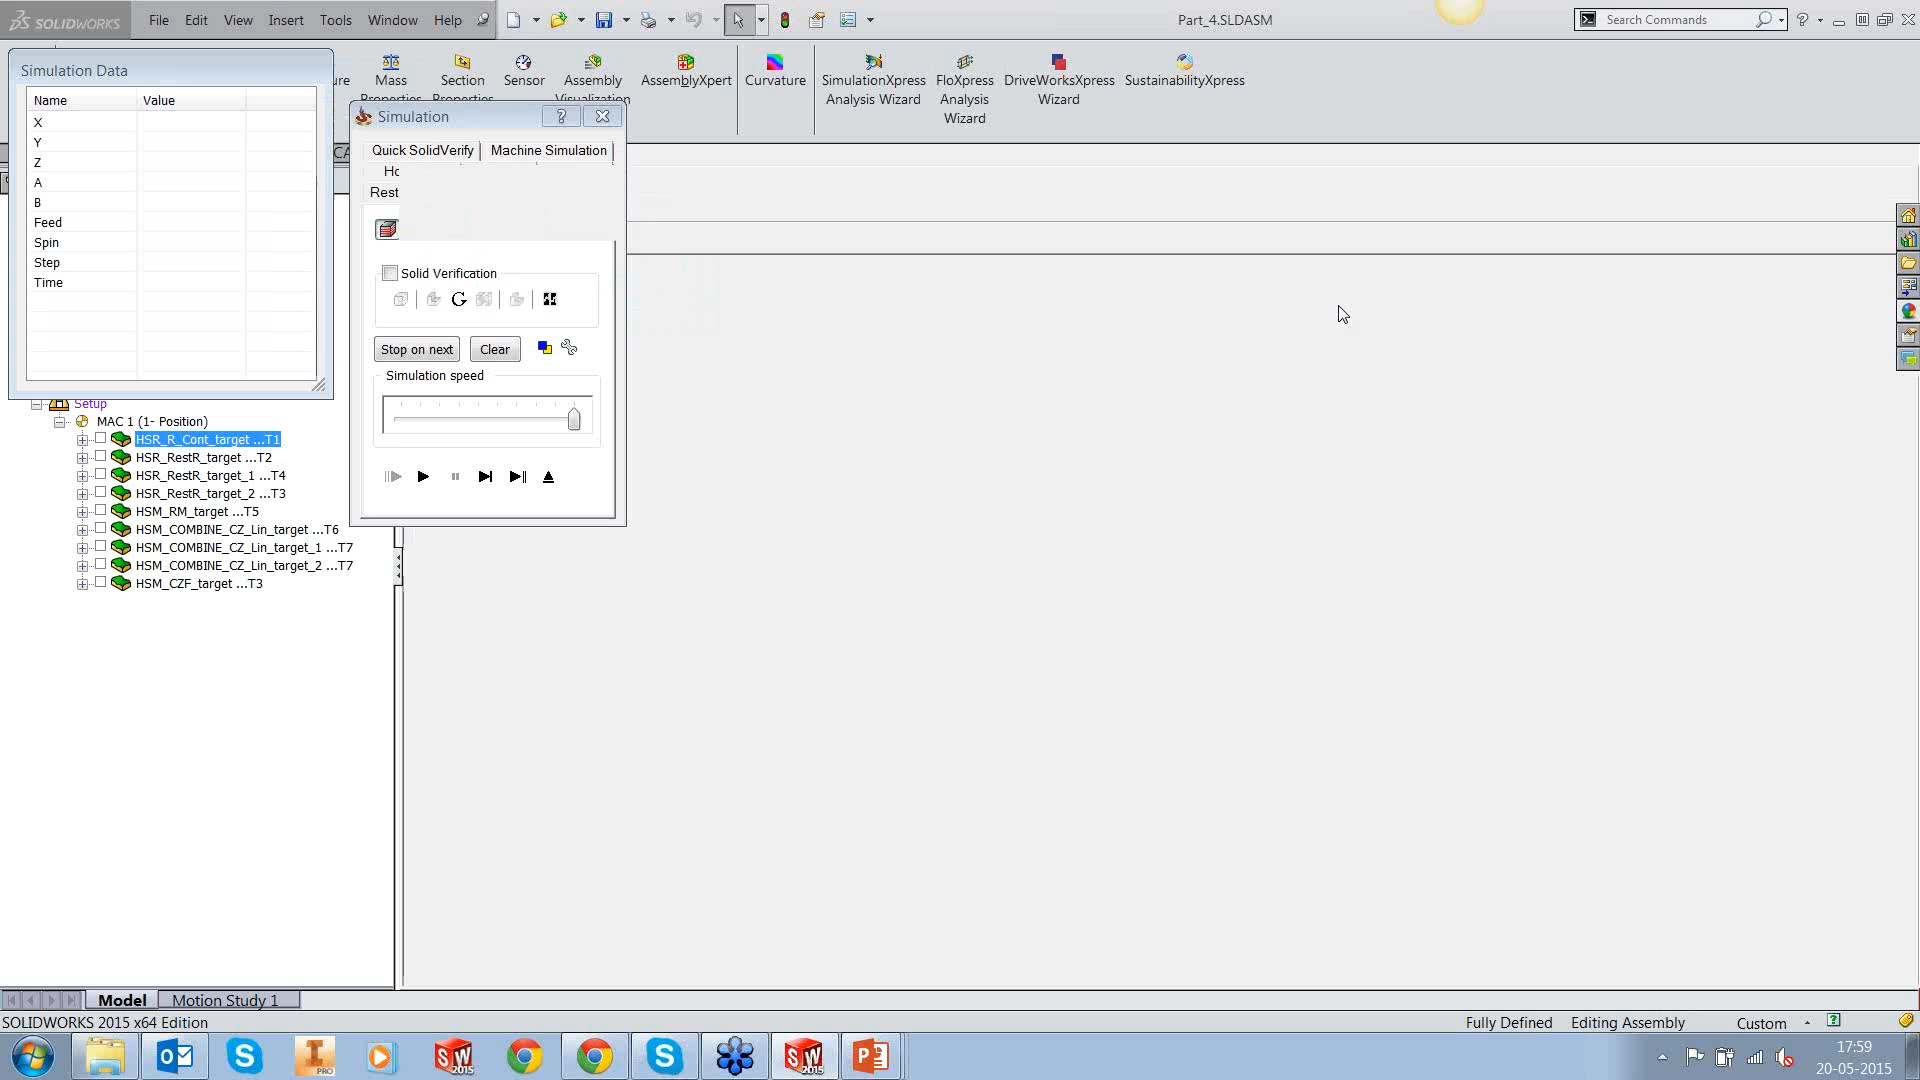 SOLIDWORKS File Edit View Insert Tools Window Help Part_4.SLDASM Search Commands
Mass Properties
Section Properties
Sensor
Assembly Visualization
AssemblyXpert
Curvature
SimulationXpress Analysis Wizard
FloXpress Analysis Wizard
DriveWorksXpress Wizard
SustainabilityXpress
Simulation Data
Name Value
X
Y
Z
A
B
Feed
Spin
Step
Time
Simulation
Quick SolidVerify Machine Simulation
Solid Verification
Stop on next Clear
Simulation speed
Setup
MAC 1 (1- Position)
HSR_R_Cont_target ...T1
HSR_RestR_target ...T2
HSR_RestR_target_1 ...T4
HSR_RestR_target_2 ...T3
HSM_RM_target ...T5
HSM_COMBINE_CZ_Lin_target ...T6
HSM_COMBINE_CZ_Lin_target_1 ...T7
HSM_COMBINE_CZ_Lin_target_2 ...T7
HSM_CZF_target ...T3
Model Motion Study 1
SOLIDWORKS 2015 x64 Edition Fully Defined Editing Assembly Custom
17:59
20-05-2015